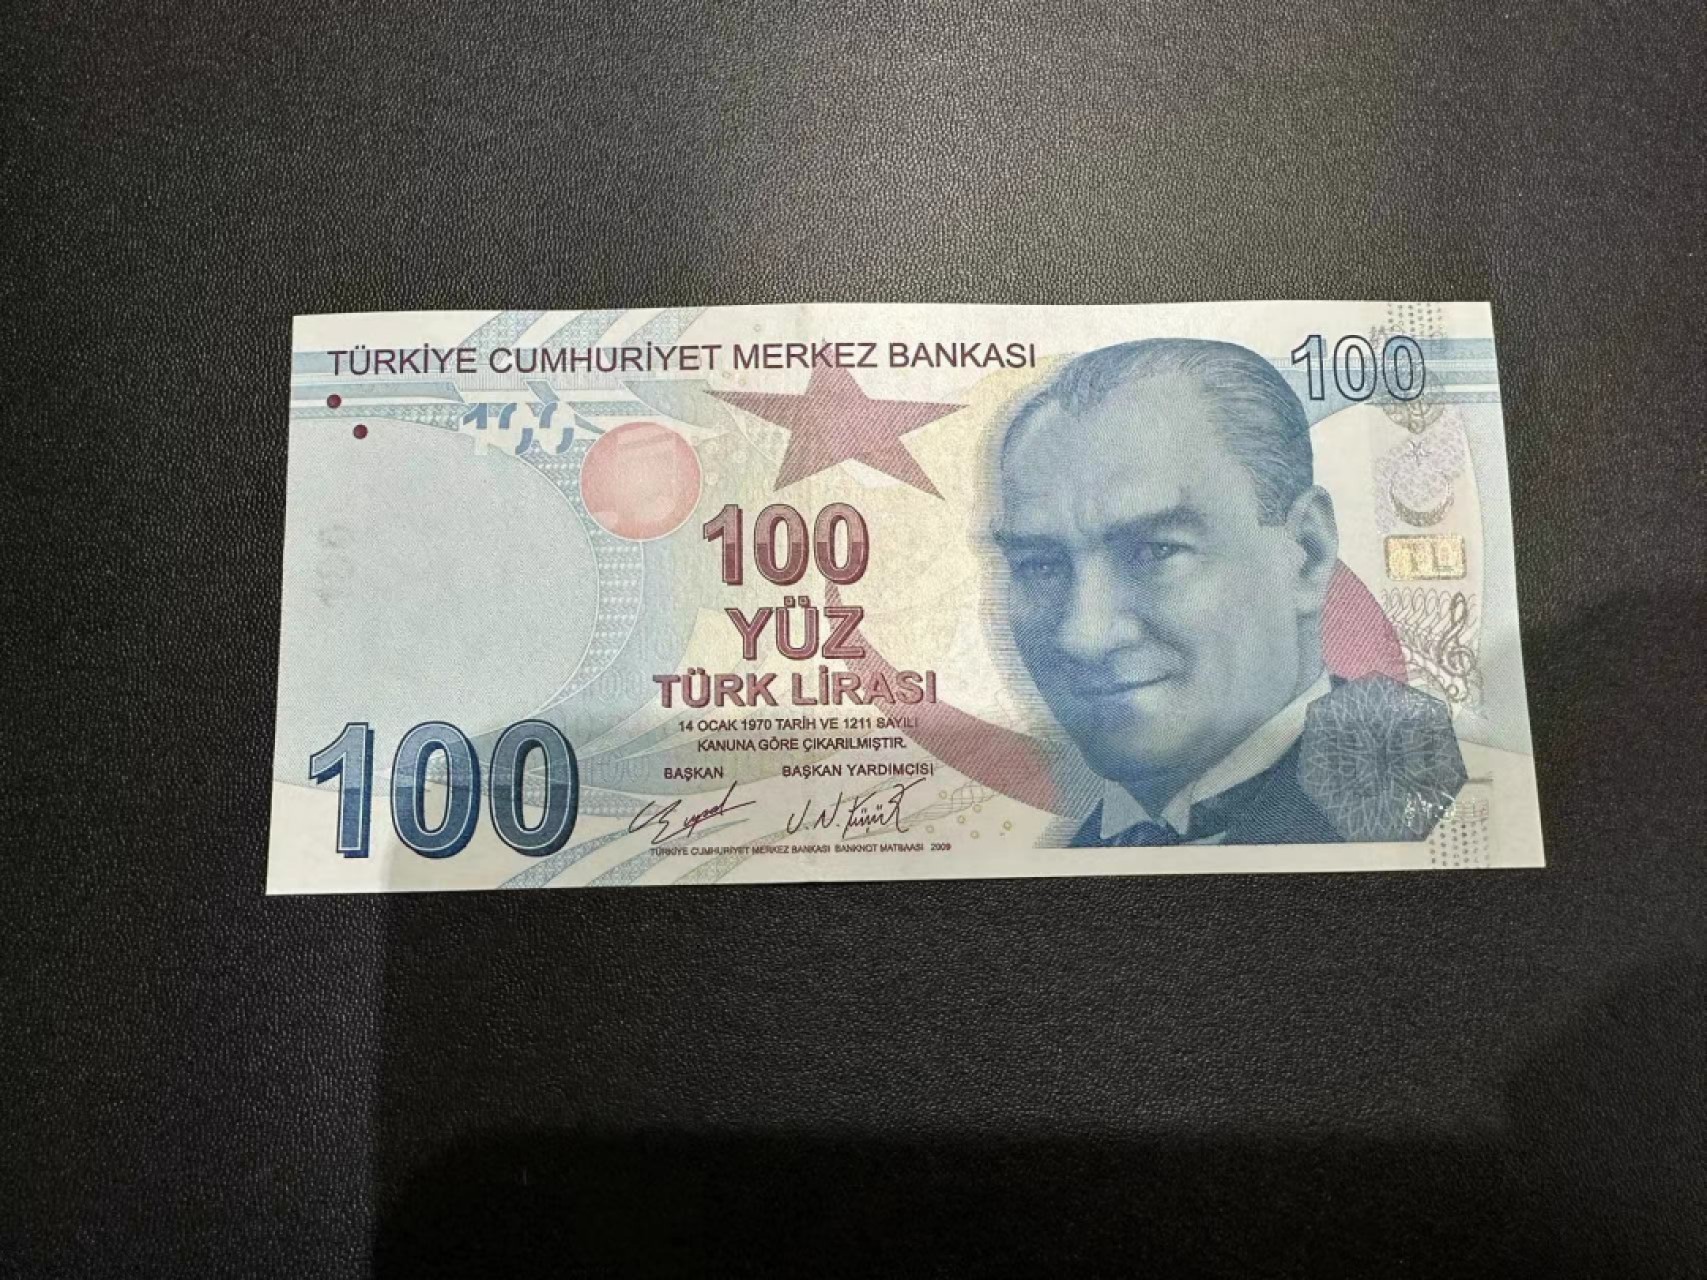 TÜRKİYE CUMHURİYET MERKEZ BANKASI
100
100
100
YÜZ
TÜRK LİRASI
14 OCAK 1970 TARİH VE 1211 SAYILI
KANUNA GÖRE ÇIKARILMIŞTIR.
BAŞKAN BAŞKAN YARDIMCISI
100
TÜRKİYE CUMHURİYET MERKEZ BANKASI BANKNOT MATBAASI 2009